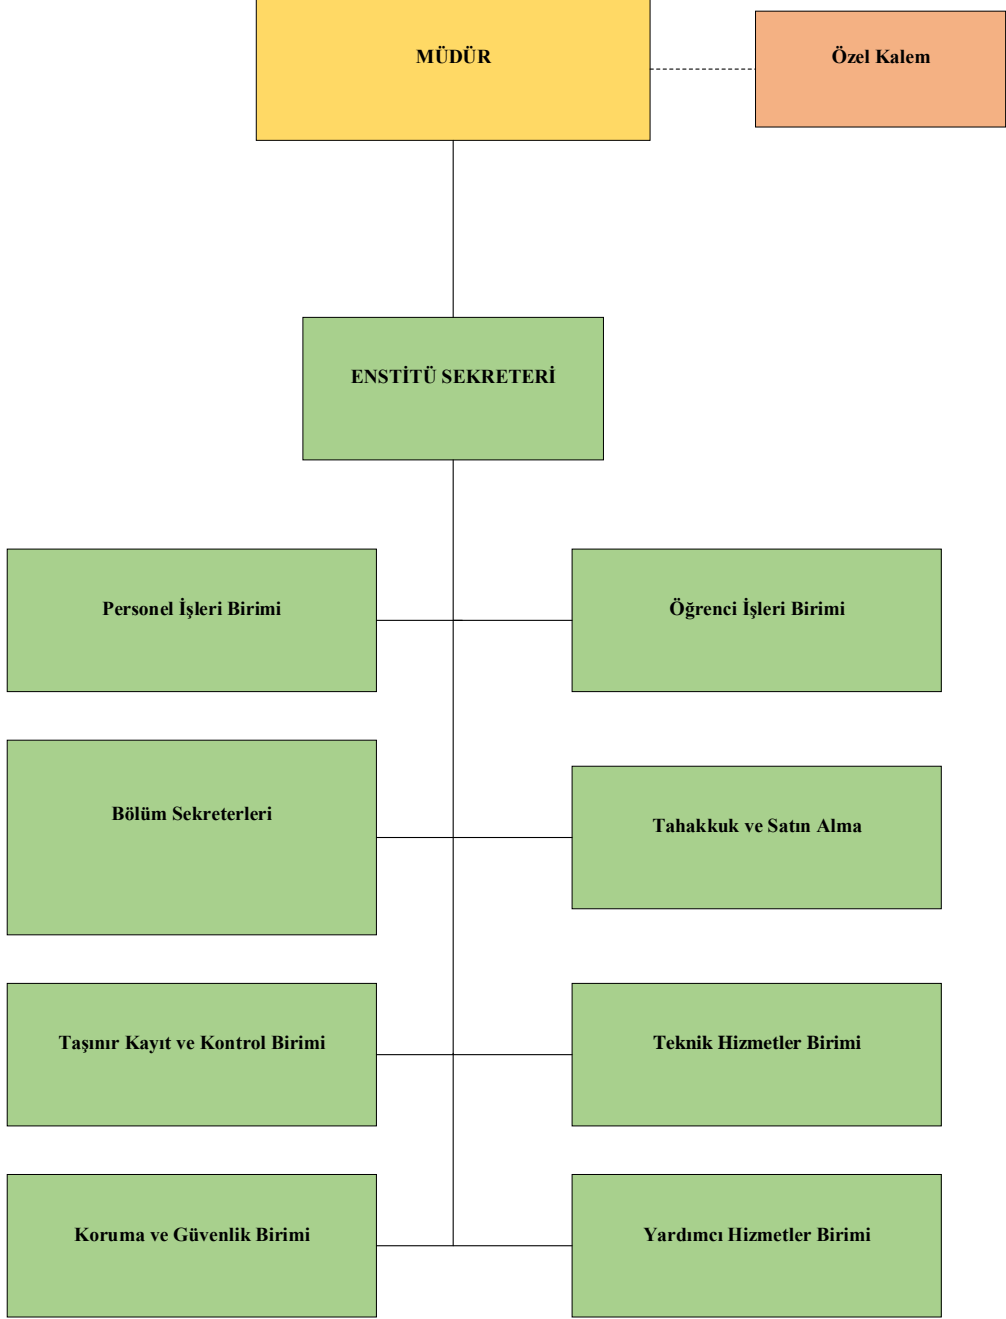 MÜDÜR
Özel Kalem
ENSTİTÜ SEKRETERİ
Personel İşleri Birimi
Öğrenci İşleri Birimi
Bölüm Sekreterleri
Tahakkuk ve Satın Alma
Taşınır Kayıt ve Kontrol Birimi
Teknik Hizmetler Birimi
Koruma ve Güvenlik Birimi
Yardımcı Hizmetler Birimi